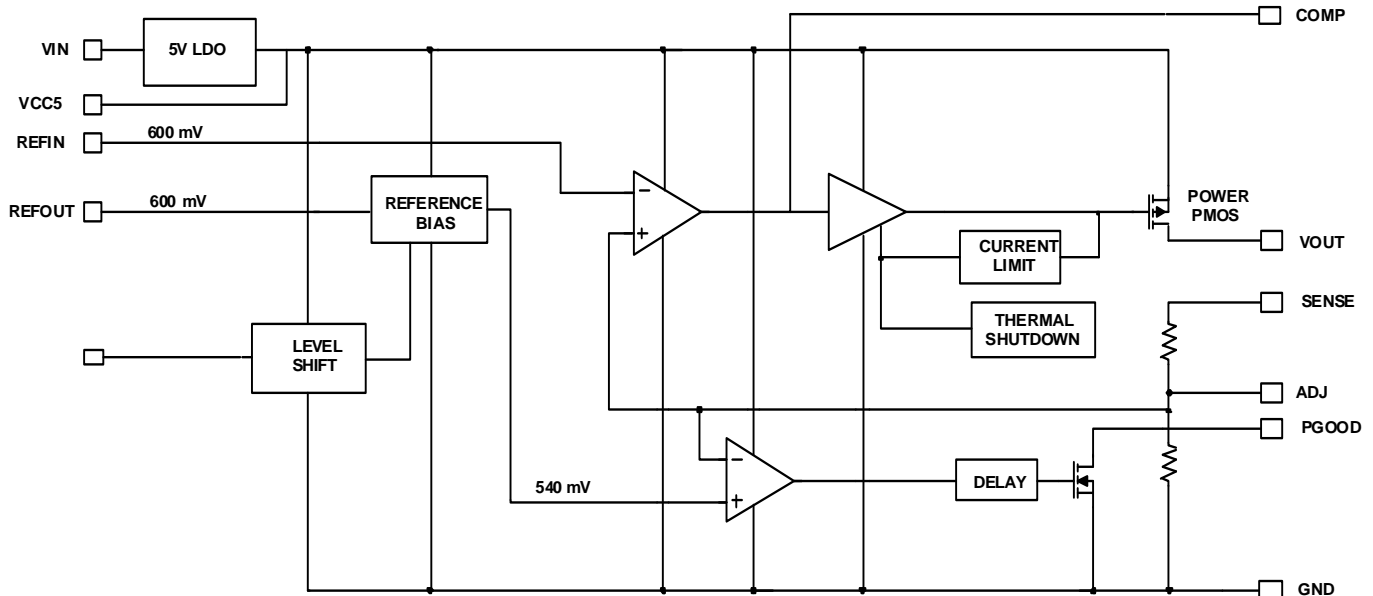 COMP
VIN
5V LDO
VCC5
600 mV
REFIN
REFOUT
600 mV
REFERENCE
BIAS
−
+
POWER
PMOS
CURRENT
LIMIT
VOUT
SENSE
THERMAL
SHUTDOWN
LEVEL
SHIFT
ADJ
PGOOD
−
+
540 mV
DELAY
GND